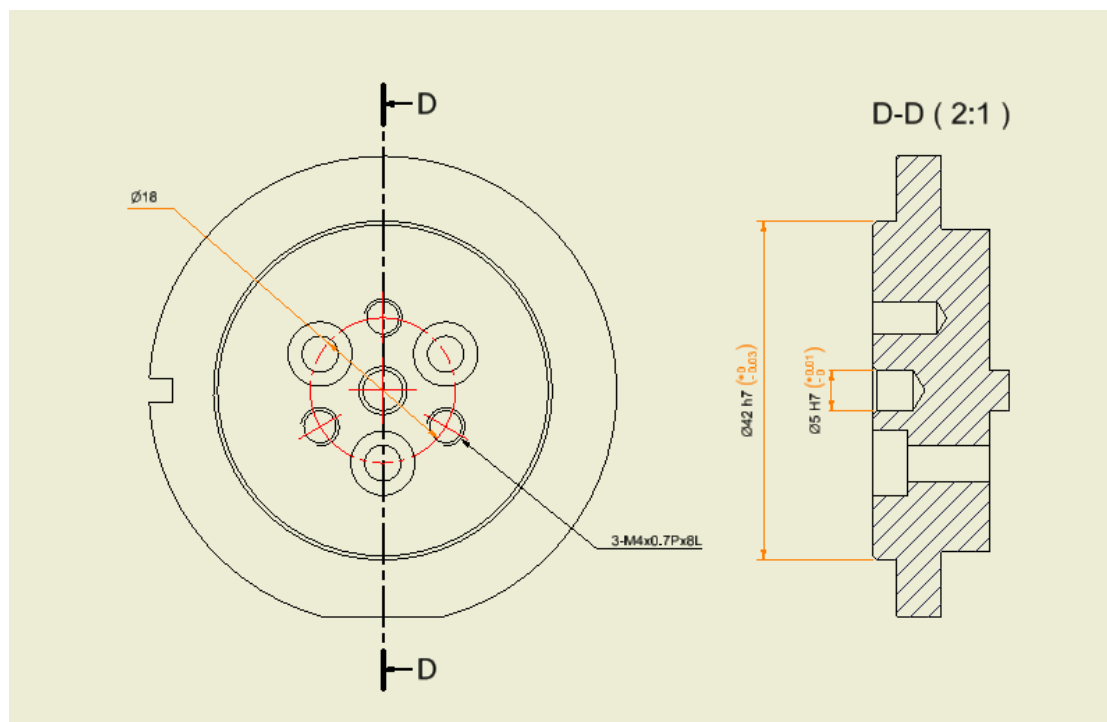 D
D-D ( 2:1 )
Ø18
Ø42 h7 (+0 -0.03)
Ø5 H7 (+0.01 -0)
3-M4x0.7Px8L
D